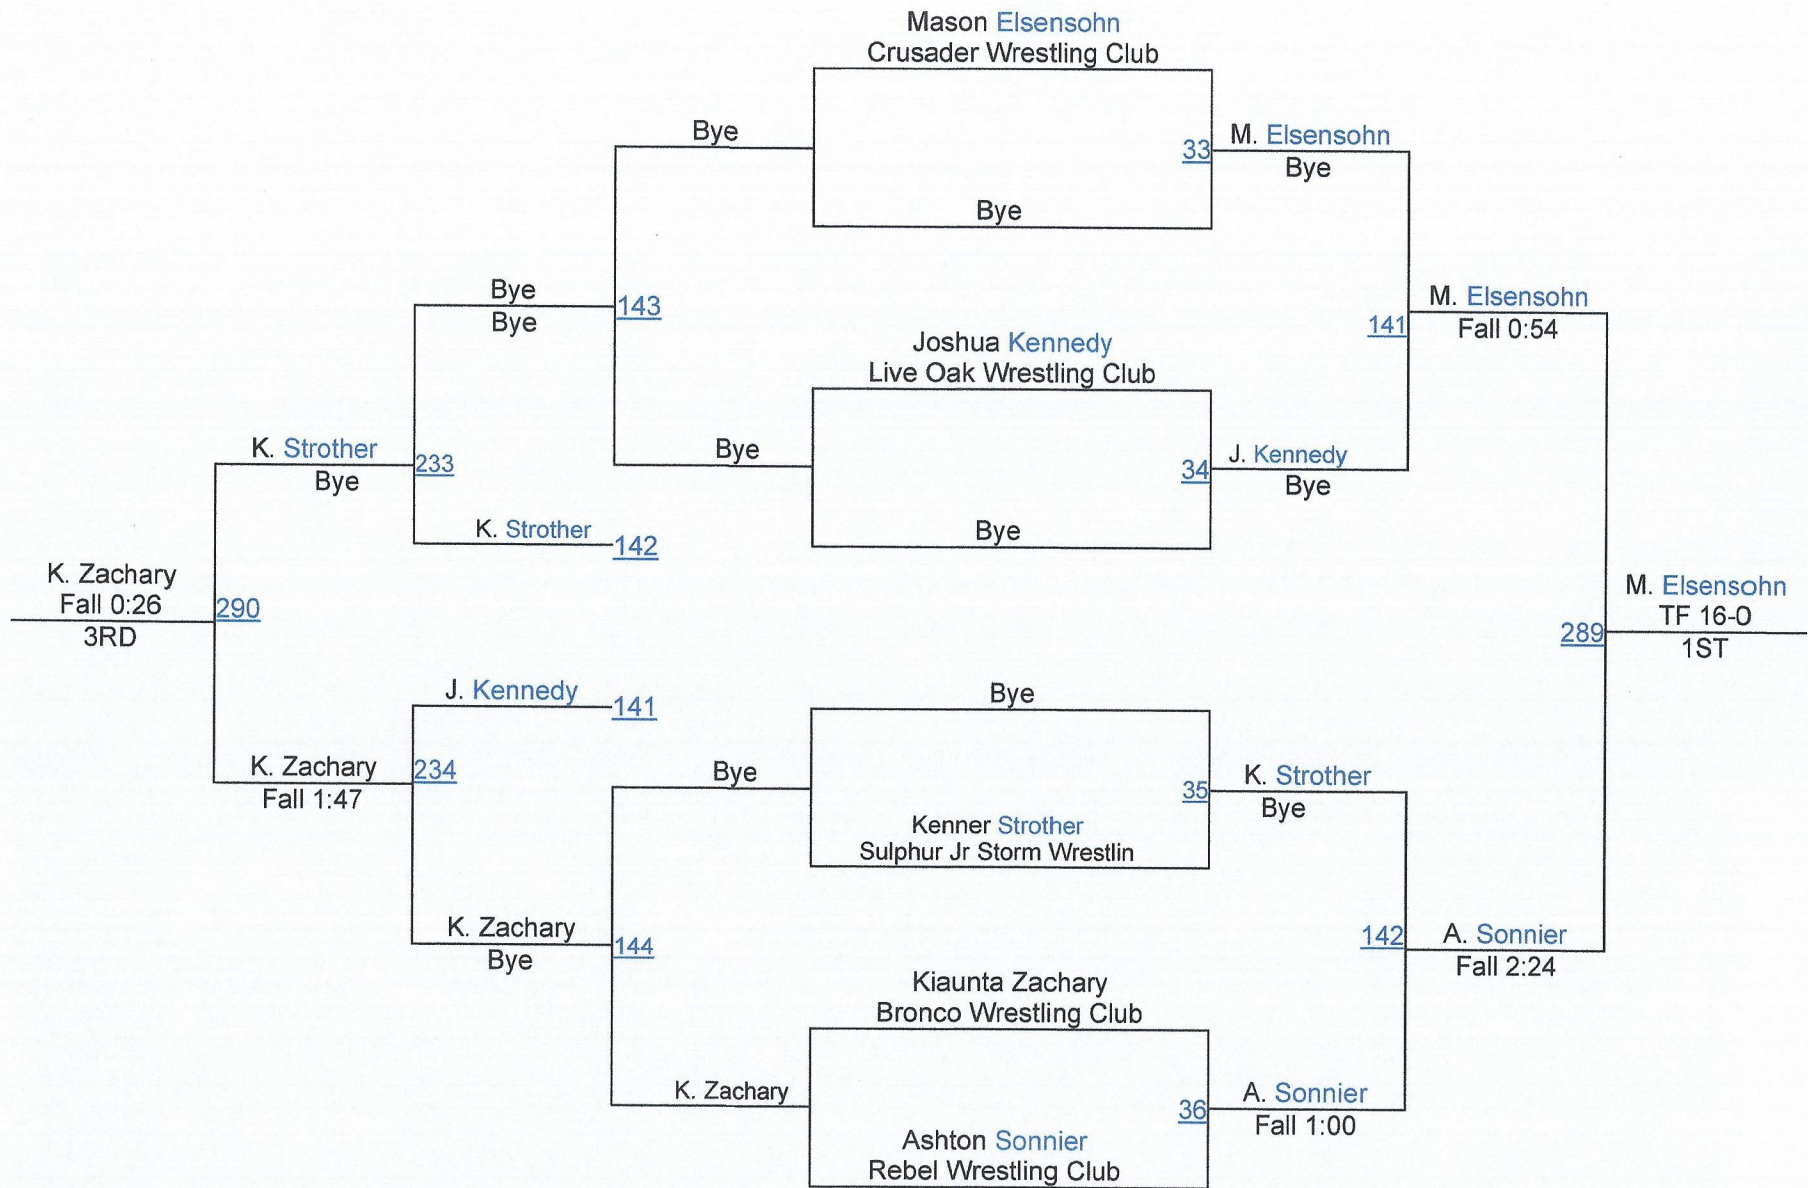 Mason Elsensohn
Crusader Wrestling Club
Bye
33
M. Elsensohn
Bye
Bye
Bye
Bye
143
M. Elsensohn
Fall 0:54
141
Joshua Kennedy
Live Oak Wrestling Club
K. Strother
Bye
233
Bye
34
J. Kennedy
Bye
K. Strother
142
Bye
K. Zachary
Fall 0:26
3RD
290
M. Elsensohn
TF 16-0
1ST
289
J. Kennedy
141
Bye
K. Zachary
Fall 1:47
234
Bye
35
K. Strother
Bye
Kenner Strother
Sulphur Jr Storm Wrestlin
K. Zachary
Bye
144
142
A. Sonnier
Fall 2:24
Kiaunta Zachary
Bronco Wrestling Club
K. Zachary
36
A. Sonnier
Fall 1:00
Ashton Sonnier
Rebel Wrestling Club